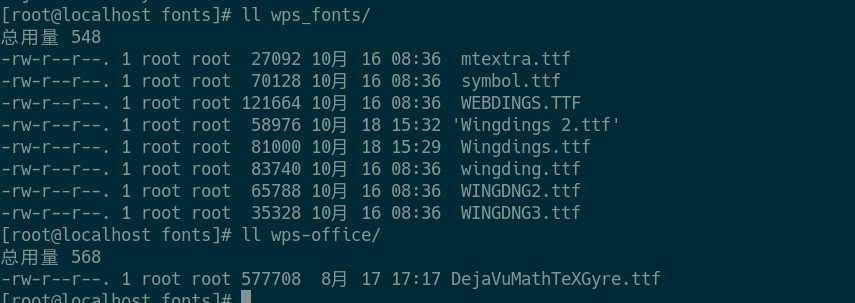 [root@localhost fonts]# ll wps_fonts/
总用量 548
-rw-r--r--. 1 root root  27092 10月 16 08:36  mtextra.ttf
-rw-r--r--. 1 root root  70128 10月 16 08:36  symbol.ttf
-rw-r--r--. 1 root root 121664 10月 16 08:36  WEBDINGS.TTF
-rw-r--r--. 1 root root  58976 10月 18 15:32 'Wingdings 2.ttf'
-rw-r--r--. 1 root root  81000 10月 18 15:29  Wingdings.ttf
-rw-r--r--. 1 root root  83740 10月 16 08:36  wingding.ttf
-rw-r--r--. 1 root root  65788 10月 16 08:36  WINGDNG2.ttf
-rw-r--r--. 1 root root  35328 10月 16 08:36  WINGDNG3.ttf
[root@localhost fonts]# ll wps-office/
总用量 568
-rw-r--r--. 1 root root 577708  8月 17 17:17 DejaVuMathTeXGyre.ttf
[root@localhost fonts]#